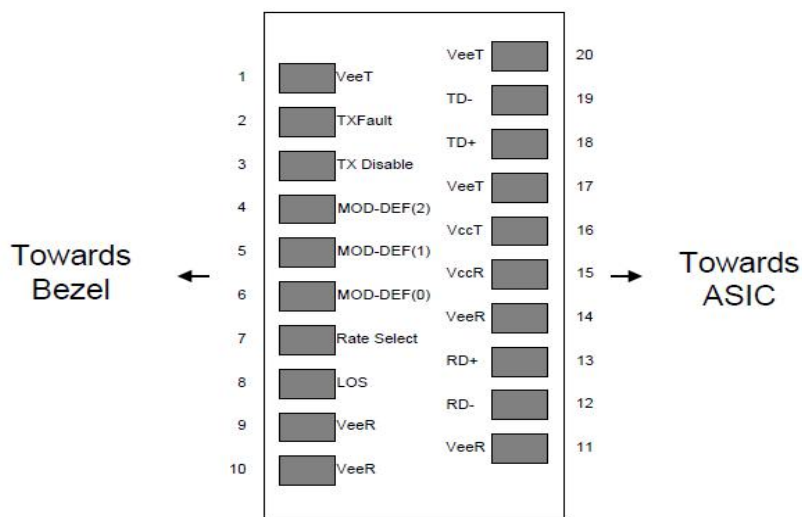 VeeT 20
1 VeeT
TD- 19
2 TXFault
TD+ 18
3 TX Disable
VeeT 17
4 MOD-DEF(2)
VccT 16
5 MOD-DEF(1)
Towards
Bezel
VccR 15
Towards
ASIC
6 MOD-DEF(0)
VeeR 14
7 Rate Select
RD+ 13
8 LOS
RD- 12
9 VeeR
VeeR 11
10 VeeR